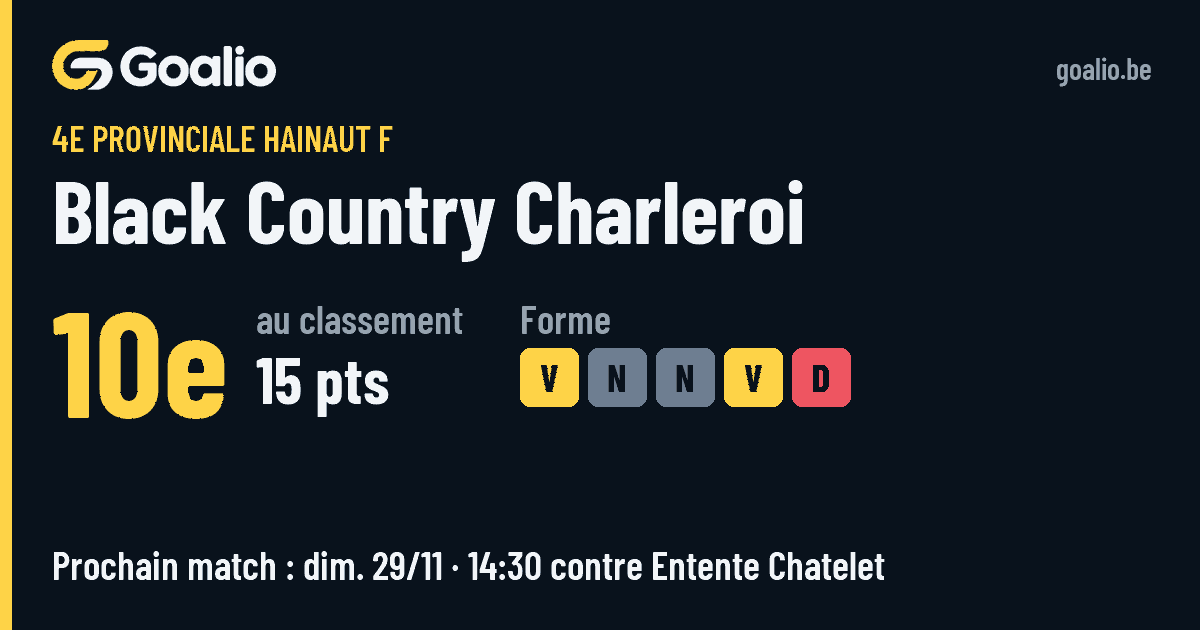 Goalio
goalio.be
4E PROVINCIALE HAINAUT F
Black Country Charleroi
10e
au classement
15 pts
Forme
V N N V D
Prochain match : dim. 29/11 · 14:30 contre Entente Chatelet